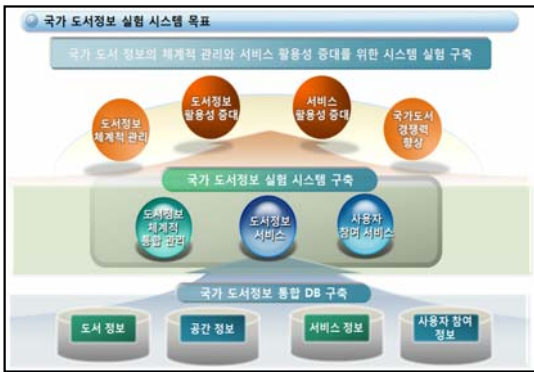 국가 도서정보 실험 시스템 목표
국가 도서 정보의 체계적 관리와 서비스 활용성 증대를 위한 시스템 실험 구축
도서정보
체계적 관리
도서정보
활용성 증대
서비스
활용성 증대
국가도서
경쟁력
향상
국가 도서정보 실험 시스템 구축
도서정보
체계적
통합 관리
도서정보
서비스
사용자
참여 서비스
국가 도서정보 통합 DB 구축
도서 정보
공간 정보
서비스 정보
사용자 참여
정보